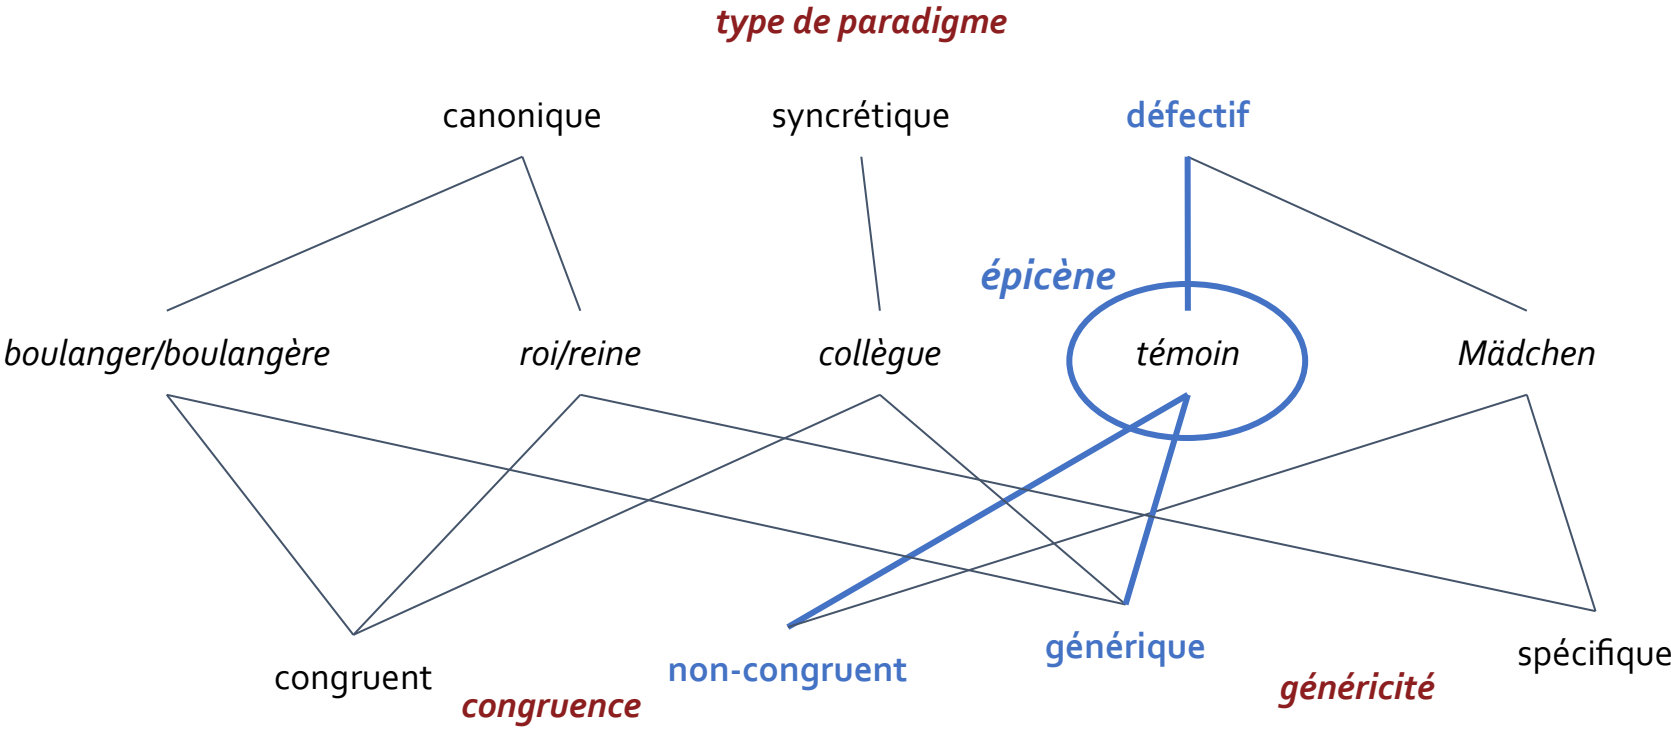 type de paradigme
canonique syncrétique défectif
épicène
boulanger/boulangère roi/reine collègue témoin Mädchen
congruent non-congruent générique spécifique
congruence généricité